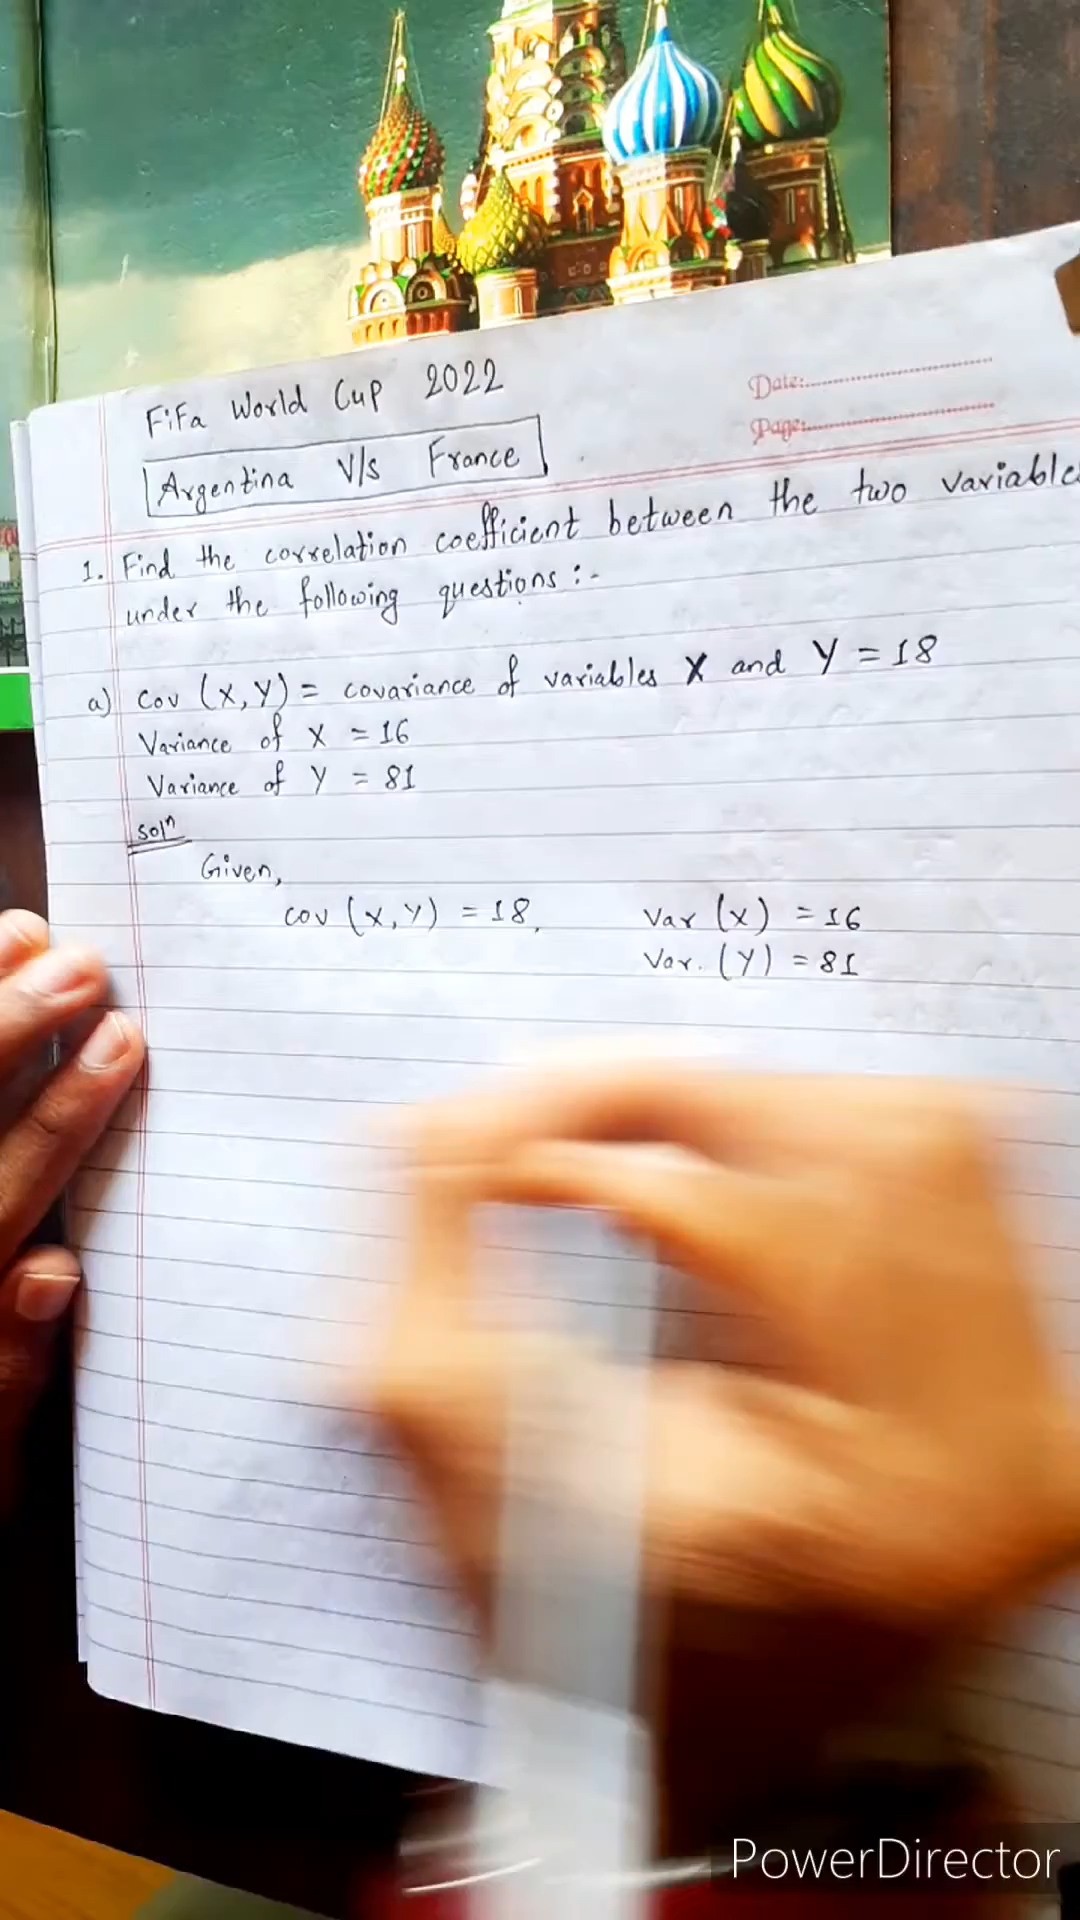 FiFa World Cup 2022
Date:
Page:
Argentina V/s France
1. Find the correlation coefficient between the two variable
under the following questions :-
a) Cov (X,Y) = covariance of variables X and Y = 18
Variance of X = 16
Variance of Y = 81
Solⁿ
Given,
cov (X,Y) = 18, Var (X) = 16
Var. (Y) = 81
PowerDirector